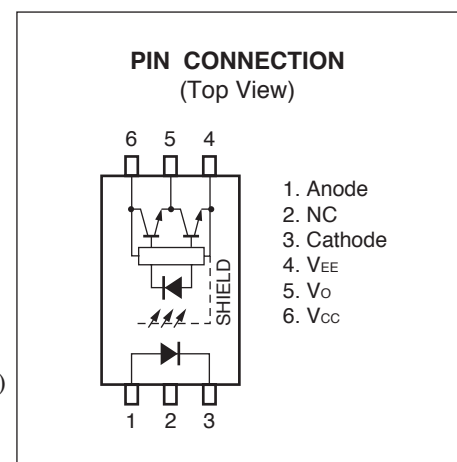 PIN CONNECTION
(Top View)
6 5 4
1. Anode
2. NC
3. Cathode
4. VEE
5. VO
6. VCC
SHIELD
)
1 2 3